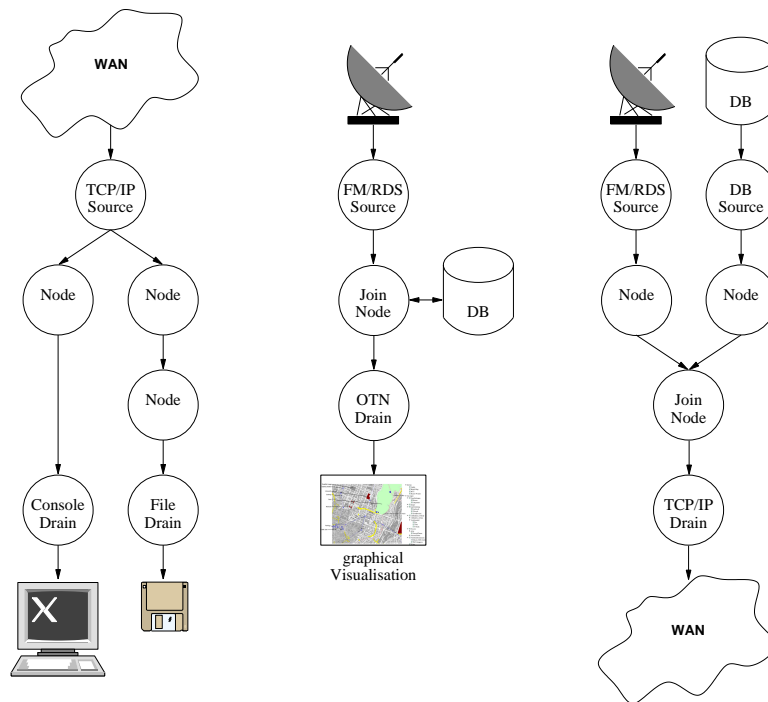 WAN
TCP/IP
Source
Node
Node
Node
Console
Drain
File
Drain
FM/RDS
Source
Join
Node
DB
OTN
Drain
graphical
Visualisation
DB
FM/RDS
Source
DB
Source
Node
Node
Join
Node
TCP/IP
Drain
WAN